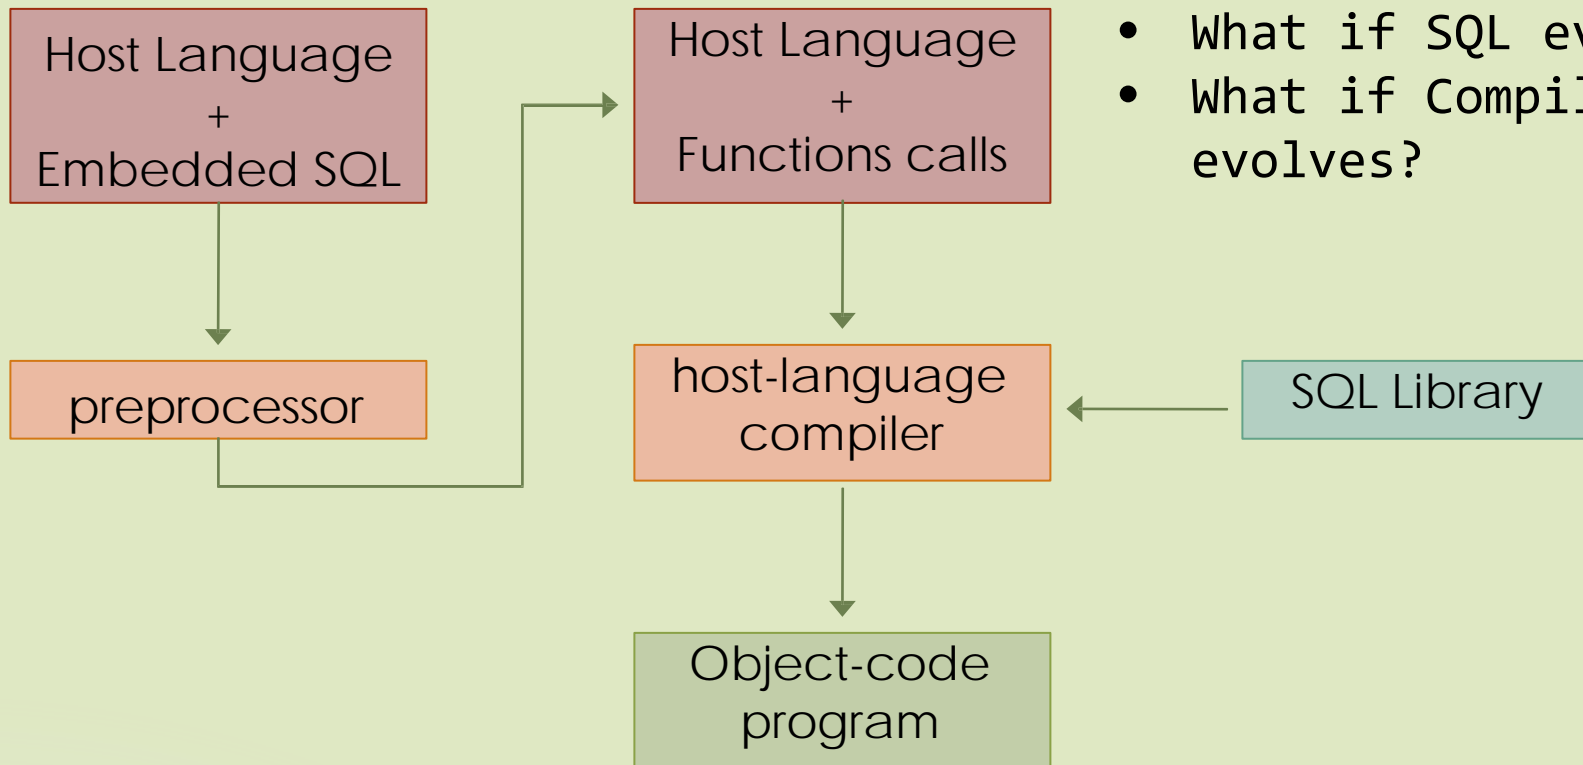 Host Language
+
Embedded SQL
Host Language
+
Functions calls
• What if SQL
• What if
evolves?
preprocessor
host-language
compiler
SQL Library
Object-code
program